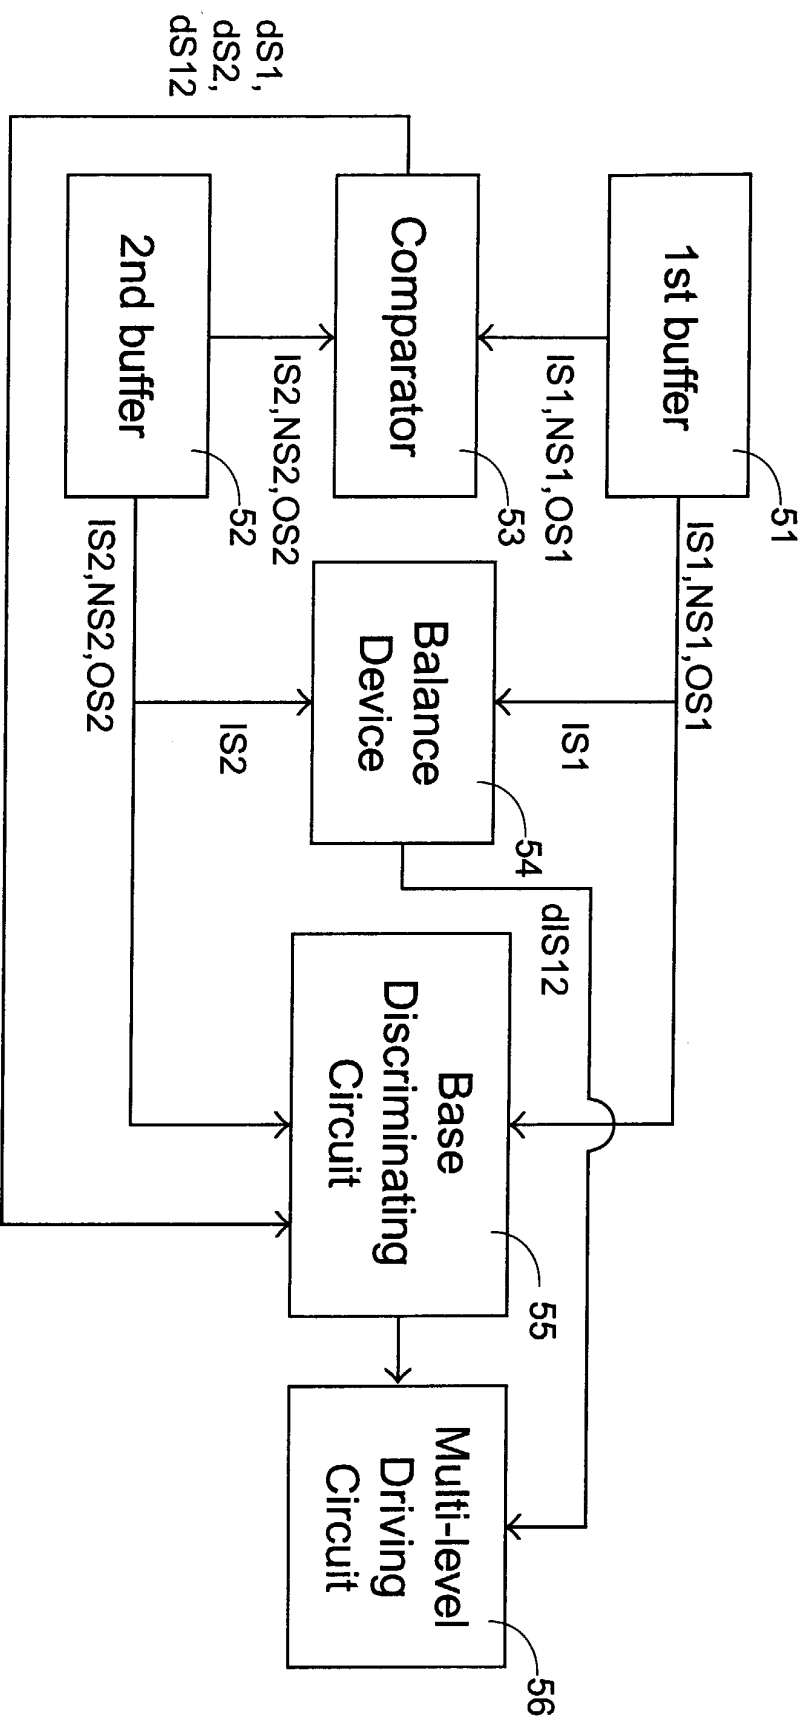 1st buffer
51
IS1,NS1,OS1
IS1,NS1,OS1
IS1
Comparator
53
Balance
Device
54
dIS12
Base
Discriminating
Circuit
55
Multi-level
Driving
Circuit
56
IS2,NS2,OS2
IS2
2nd buffer
52
IS2,NS2,OS2
dS1,
dS2,
dS12